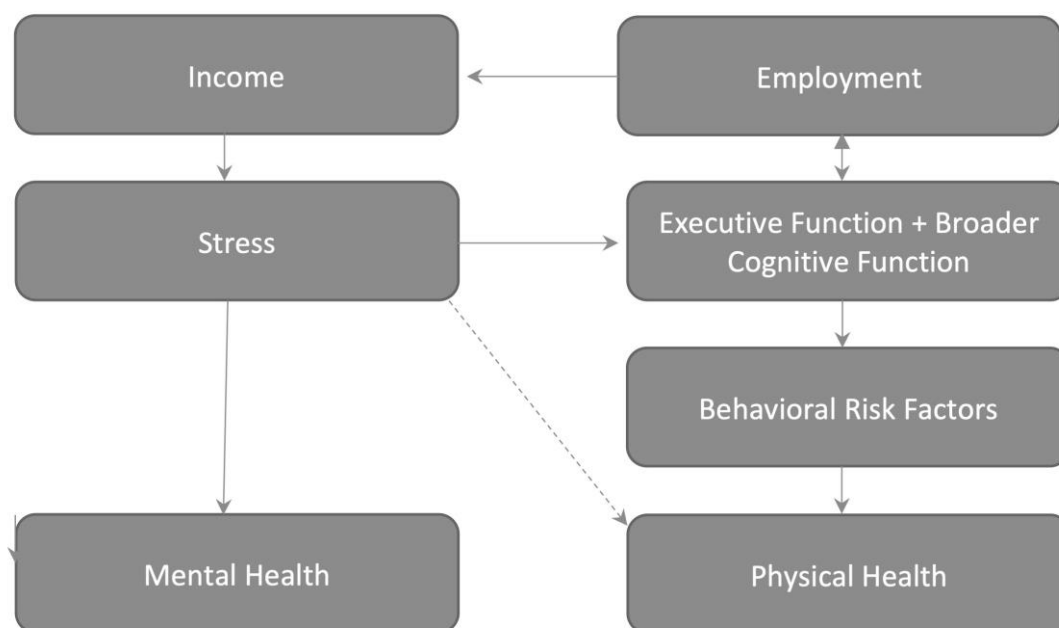 Income
Employment
Stress
Executive Function + Broader
Cognitive Function
Behavioral Risk Factors
Mental Health
Physical Health